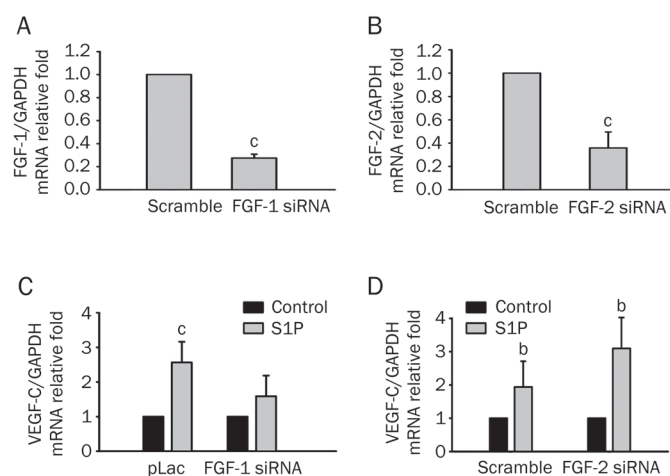 A
FGF-1/GAPDH
mRNA relative fold
1.2
1.0
0.8
0.6
0.4
0.2
0.0
c
Scramble FGF-1 siRNA
B
FGF-2/GAPDH
mRNA relative fold
1.2
1.0
0.8
0.6
0.4
0.2
0.0
c
Scramble FGF-2 siRNA
C
VEGF-C/GAPDH
mRNA relative fold
4
3
2
1
0
Control
S1P
c
pLac FGF-1 siRNA
D
VEGF-C/GAPDH
mRNA relative fold
4
3
2
1
0
Control
S1P
b
b
Scramble FGF-2 siRNA